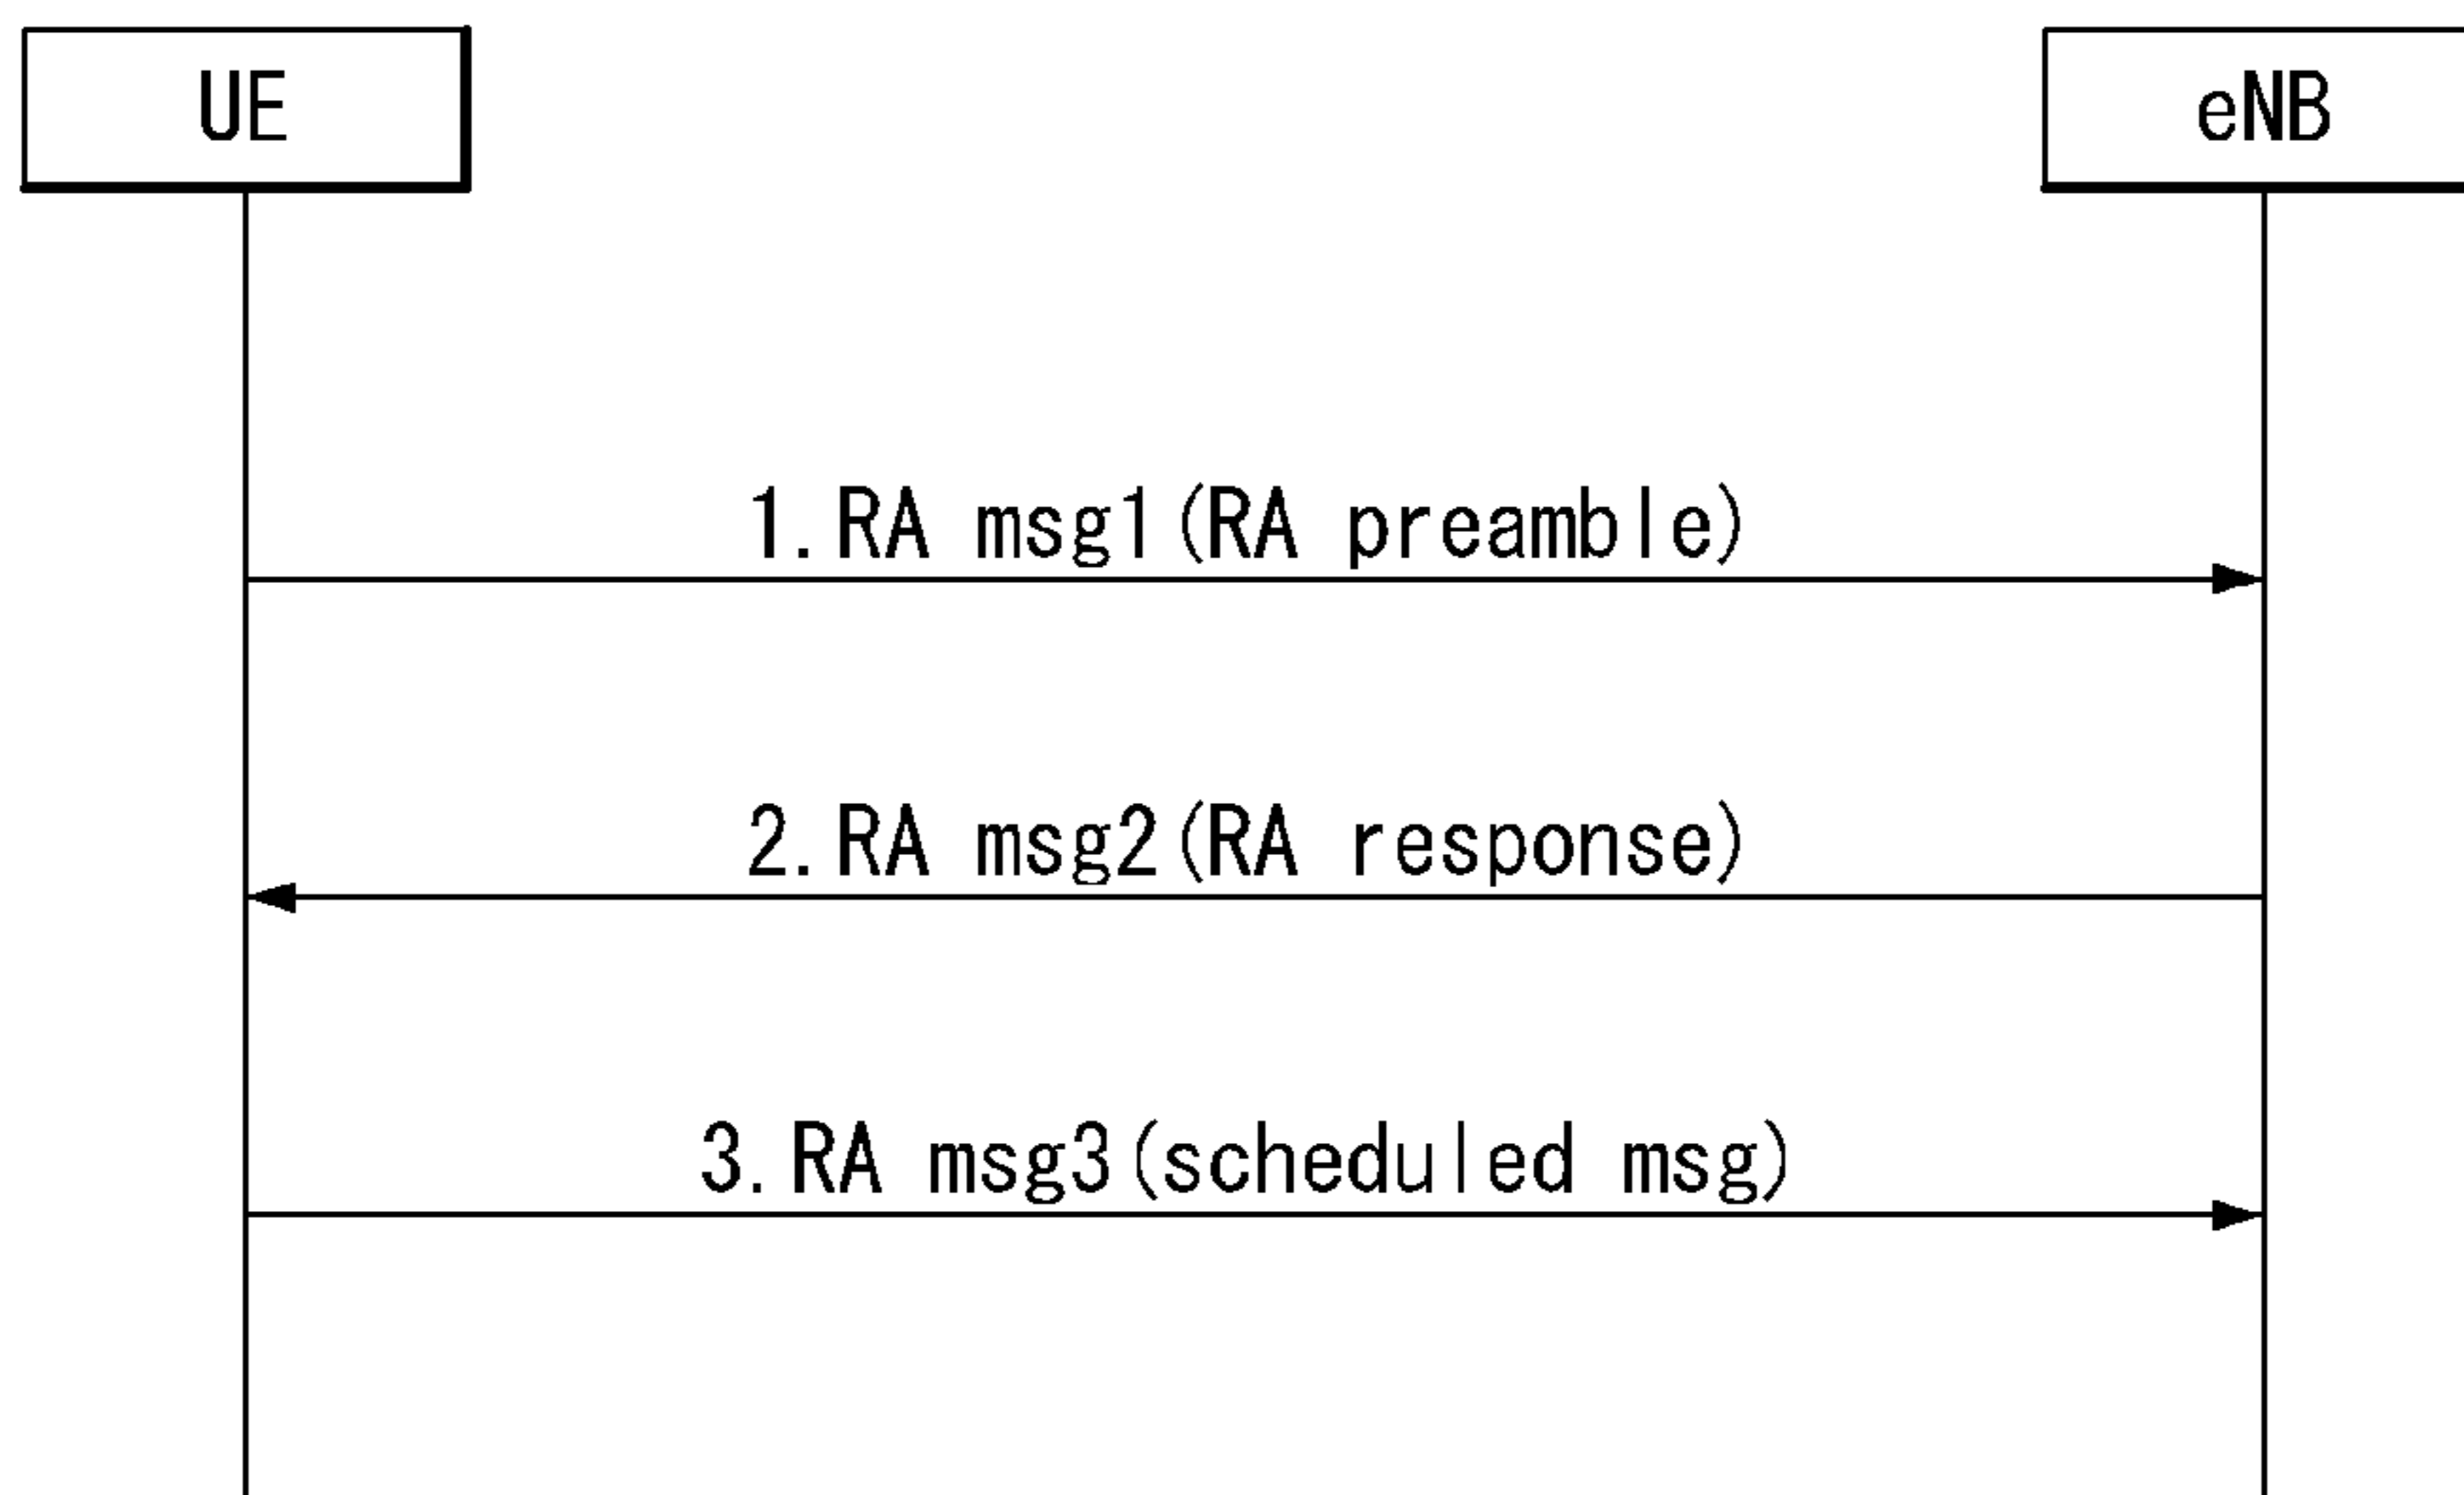 UE
eNB
1.RA msg1(RA preamble)
2.RA msg2(RA response)
3.RA msg3(scheduled msg)